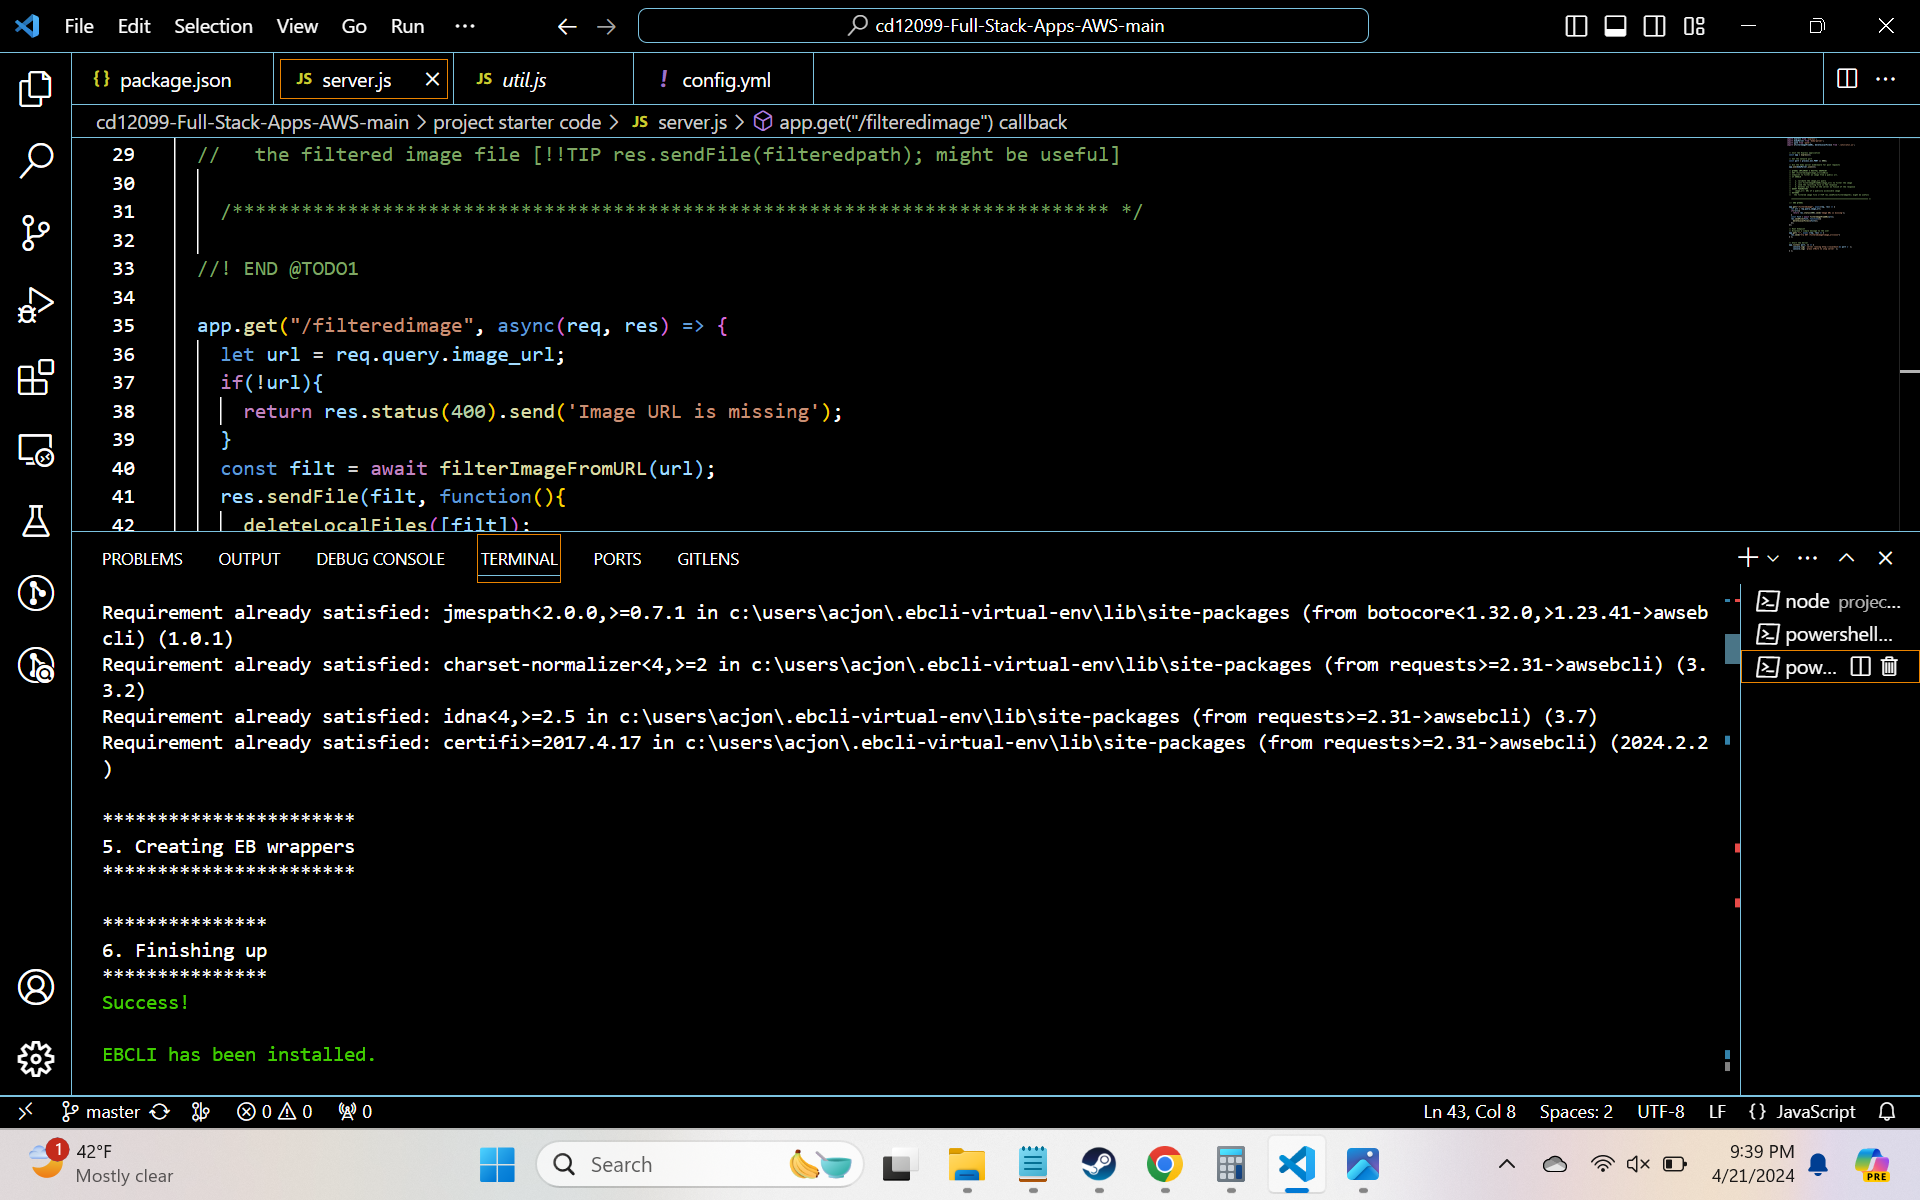 File Edit Selection View Go Run ···
cd12099-Full-Stack-Apps-AWS-main
{} package.json
JS server.js
JS util.js
! config.yml
cd12099-Full-Stack-Apps-AWS-main > project starter code > JS server.js > app.get("/filteredimage") callback
29 //   the filtered image file [!!TIP res.sendFile(filteredpath); might be useful]
30
31 /**************************************************************************** */
32
33 //! END @TODO1
34
35 app.get("/filteredimage", async(req, res) => {
36 let url = req.query.image_url;
37 if(!url){
38 return res.status(400).send('Image URL is missing');
39 }
40 const filt = await filterImageFromURL(url);
41 res.sendFile(filt, function(){
42 deleteLocalFiles([filt]);
PROBLEMS OUTPUT DEBUG CONSOLE TERMINAL PORTS GITLENS
node projec...
powershell...
pow...
Requirement already satisfied: jmespath<2.0.0,>=0.7.1 in c:\users\acjon\.ebcli-virtual-env\lib\site-packages (from botocore<1.32.0,>1.23.41->awseb
cli) (1.0.1)
Requirement already satisfied: charset-normalizer<4,>=2 in c:\users\acjon\.ebcli-virtual-env\lib\site-packages (from requests>=2.31->awsebcli) (3.
3.2)
Requirement already satisfied: idna<4,>=2.5 in c:\users\acjon\.ebcli-virtual-env\lib\site-packages (from requests>=2.31->awsebcli) (3.7)
Requirement already satisfied: certifi>=2017.4.17 in c:\users\acjon\.ebcli-virtual-env\lib\site-packages (from requests>=2.31->awsebcli) (2024.2.2
)
***********************
5. Creating EB wrappers
***********************
***************
6. Finishing up
***************
Success!
EBCLI has been installed.
master 0 0 0
Ln 43, Col 8 Spaces: 2 UTF-8 LF {} JavaScript
1
42°F
Mostly clear
Search
9:39 PM
4/21/2024
PRE